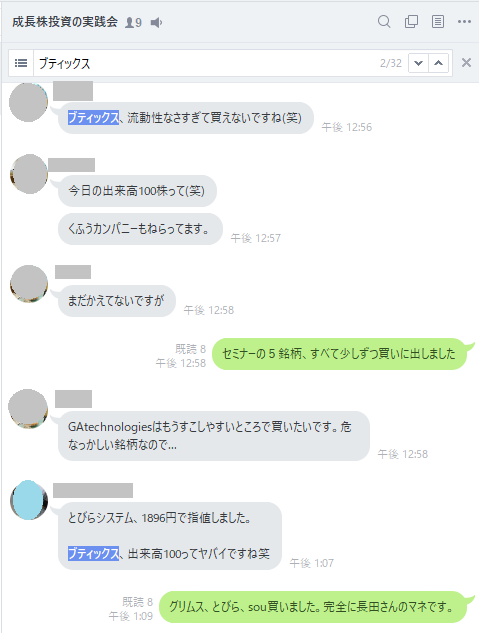 成長株投資の実践会 9
ブティックス 2/32
ブティックス、流動性なさすぎて買えないですね(笑)
午後 12:56
今日の出来高100株って(笑)
くふうカンパニーもねらってます。
午後 12:57
まだかえてないですが
午後 12:58
既読 8
午後 12:58
セミナーの 5 銘柄、すべて少しずつ買いに出しました
GAtechnologiesはもうすこしやすいところで買いたいです。危
なっかしい銘柄なので...
午後 12:58
とびらシステム、1896円で指値しました。
ブティックス、出来高100ってヤバイですね笑
午後 1:07
既読 8
午後 1:09
グリムス、とびら、sou買いました。完全に長田さんのマネです。